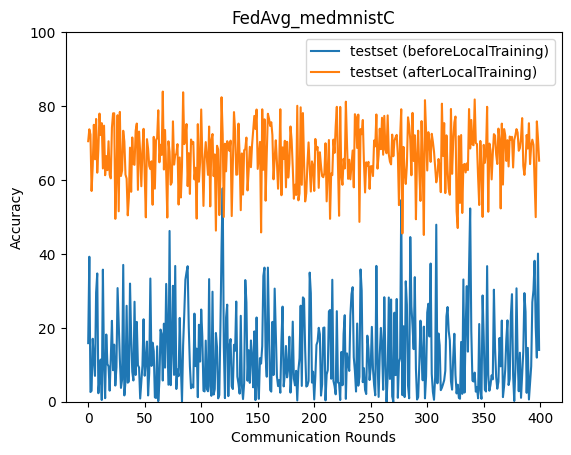 FedAvg_medmnistC
testset (beforeLocalTraining)
testset (afterLocalTraining)
Accuracy
100
80
60
40
20
0
0 50 100 150 200 250 300 350 400
Communication Rounds